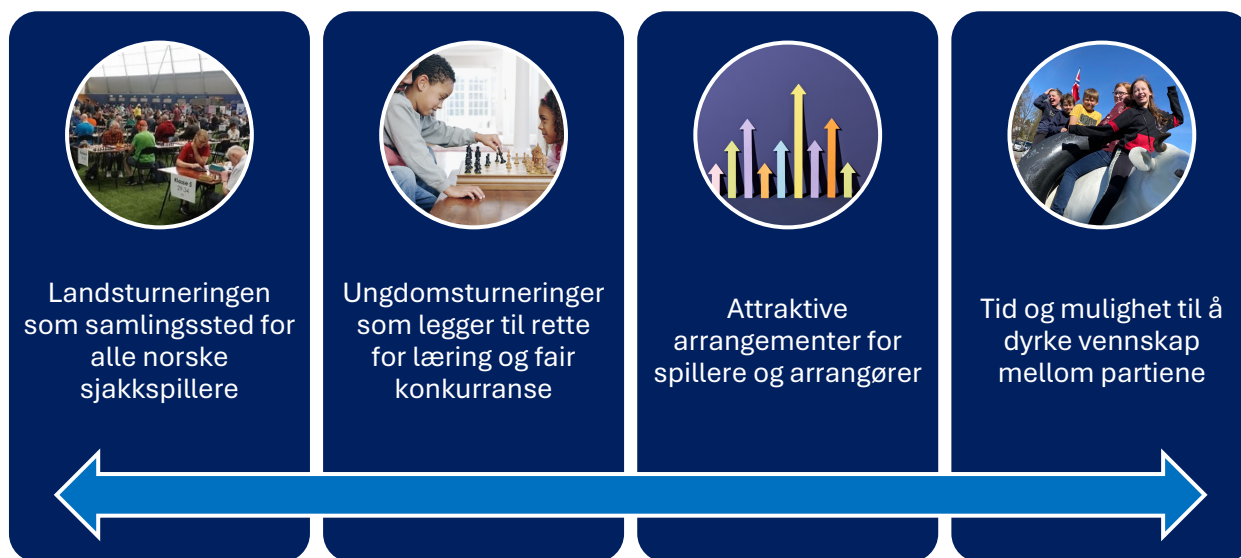 Landsturneringen
som samlingssted for
alle norske
sjakkspillere
Ungdomsturneringer
som legger til rette
for læring og fair
konkurranse
Attraktive
arrangementer for
spillere og arrangører
Tid og mulighet til å
dyrke vennskap
mellom partiene